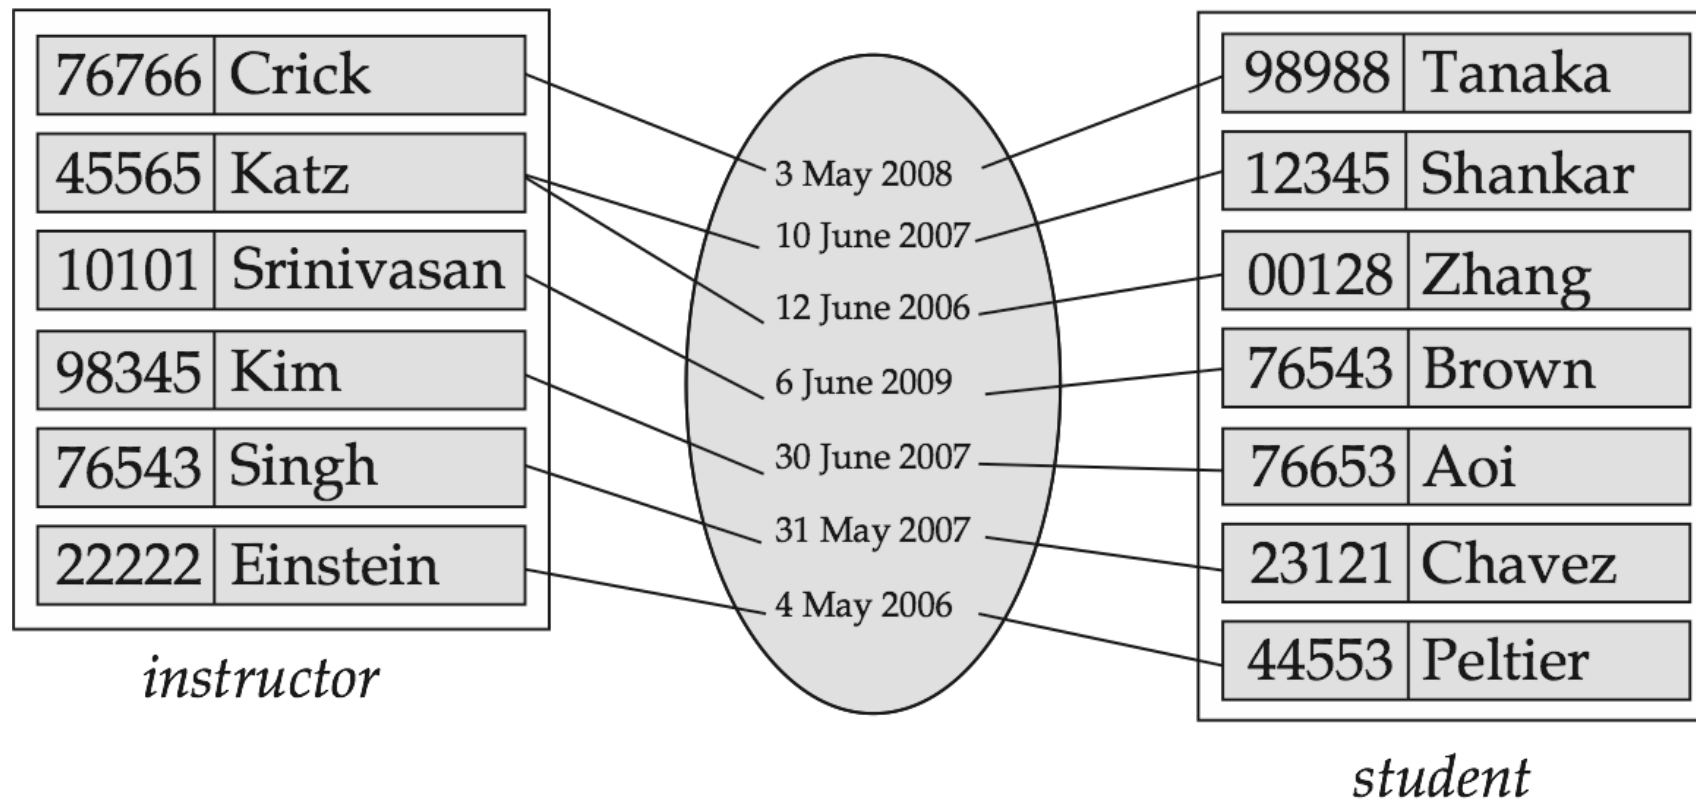 76766 Crick
45565 Katz
10101 Srinivasan
98345 Kim
76543 Singh
22222 Einstein
instructor
3 May 2008
10 June 2007
12 June 2006
6 June 2009
30 June 2007
31 May 2007
4 May 2006
98988 Tanaka
12345 Shankar
00128 Zhang
76543 Brown
76653 Aoi
23121 Chavez
44553 Peltier
student